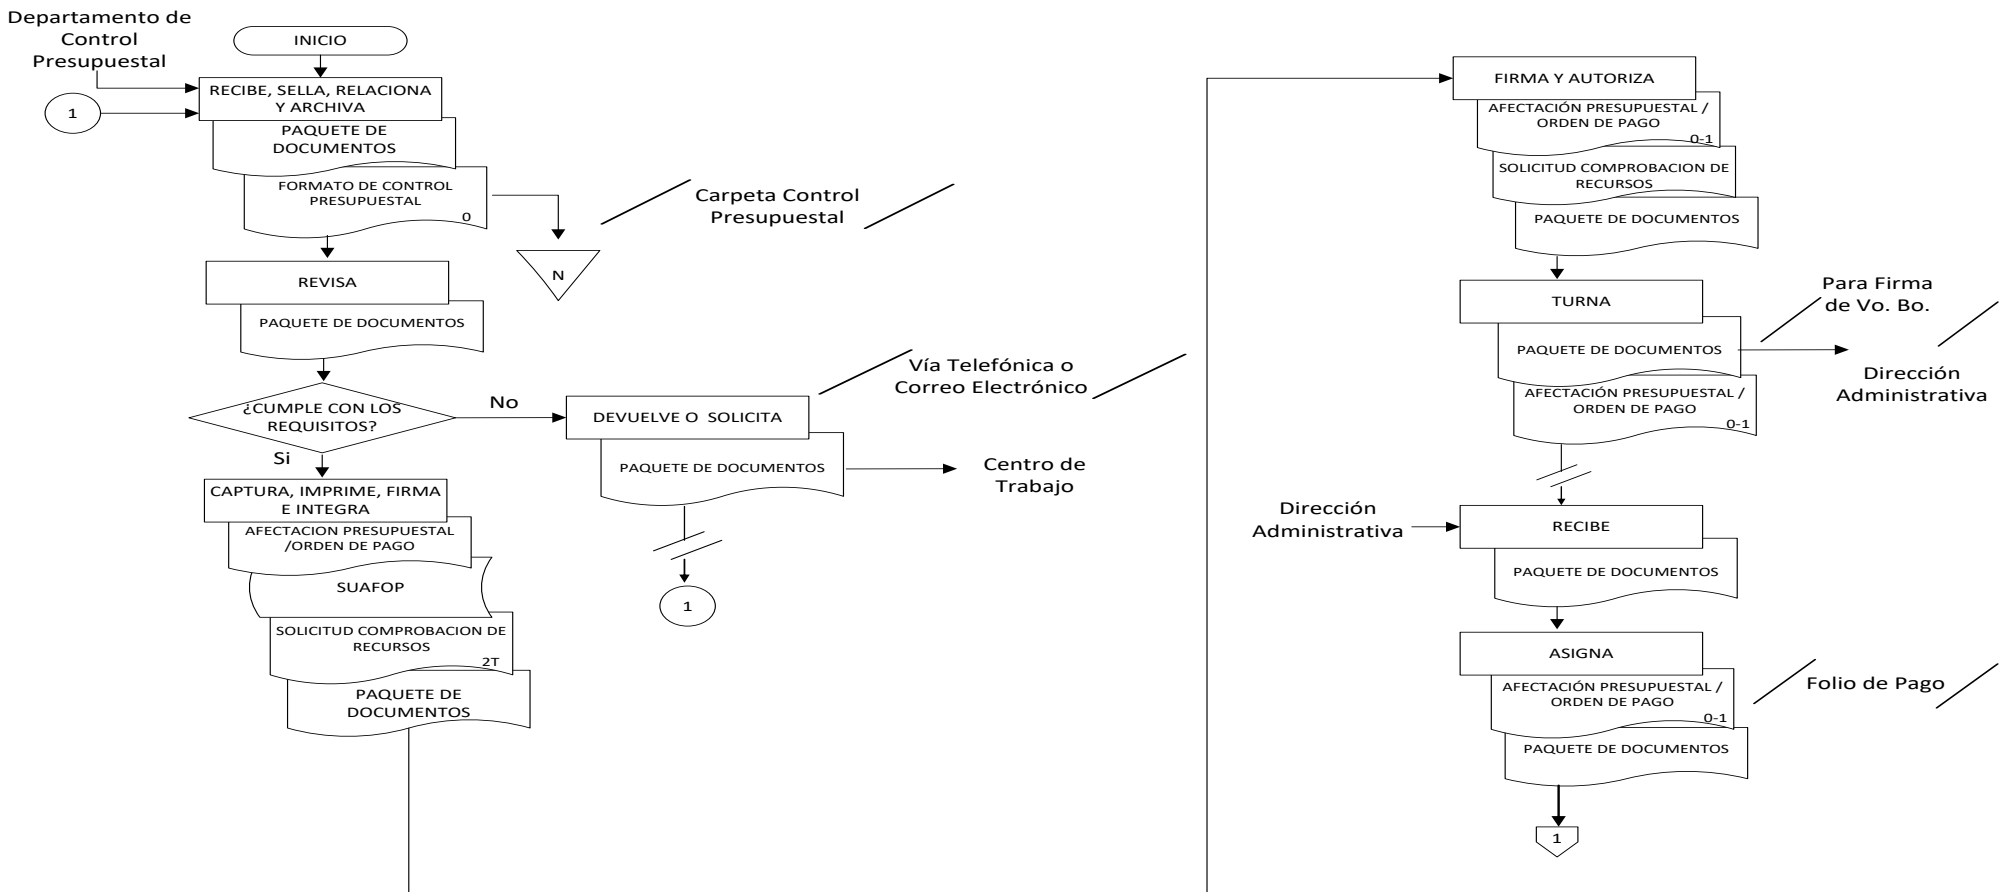 Departamento de
Control
Presupuestal
INICIO
1
RECIBE, SELLA, RELACIONA
Y ARCHIVA
PAQUETE DE
DOCUMENTOS
FORMATO DE CONTROL
PRESUPUESTAL
0
Carpeta Control
Presupuestal
N
REVISA
PAQUETE DE DOCUMENTOS
¿CUMPLE CON LOS
REQUISITOS?
No
Si
Vía Telefónica o
Correo Electrónico
DEVUELVE O SOLICITA
PAQUETE DE DOCUMENTOS
Centro de
Trabajo
1
CAPTURA, IMPRIME, FIRMA
E INTEGRA
AFECTACION PRESUPUESTAL
/ORDEN DE PAGO
SUAFOP
SOLICITUD COMPROBACION DE
RECURSOS
2T
PAQUETE DE
DOCUMENTOS
FIRMA Y AUTORIZA
AFECTACIÓN PRESUPUESTAL /
ORDEN DE PAGO
0-1
SOLICITUD COMPROBACION DE
RECURSOS
PAQUETE DE DOCUMENTOS
TURNA
Para Firma
de Vo. Bo.
PAQUETE DE DOCUMENTOS
Dirección
Administrativa
AFECTACIÓN PRESUPUESTAL /
ORDEN DE PAGO
0-1
Dirección
Administrativa
RECIBE
PAQUETE DE DOCUMENTOS
ASIGNA
AFECTACIÓN PRESUPUESTAL /
ORDEN DE PAGO
0-1
Folio de Pago
PAQUETE DE DOCUMENTOS
1